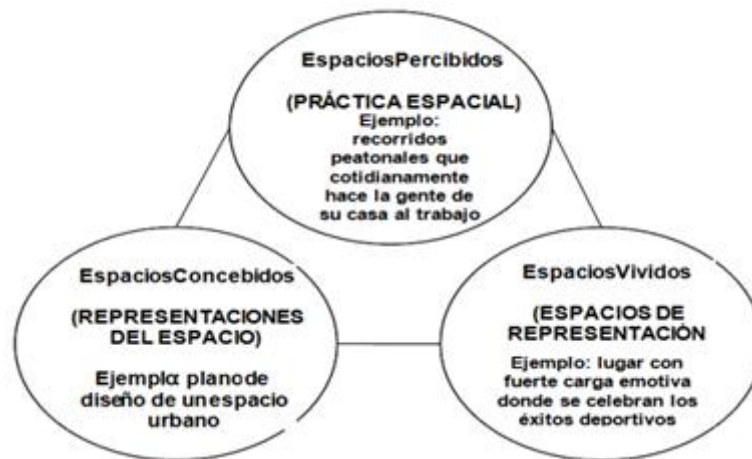 EspaciosPercibidos
(PRÁCTICA ESPACIAL)
Ejemplo:
recorridos
peatonales que
cotidianamente
hace la gente de
su casa al trabajo
EspaciosConcebidos
(REPRESENTACIONES
DEL ESPACIO)
Ejemplα planode
diseño de unespacio
urbano
EspaciosVividos
(ESPACIOS DE
REPRESENTACIÓN
Ejemplo: lugar con
fuerte carga emotiva
donde se celebran los
éxitos deportivos